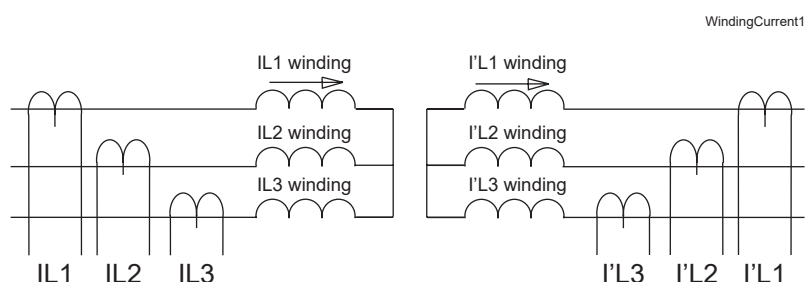 WindingCurrent1
IL1 winding
I'L1 winding
IL2 winding
I'L2 winding
IL3 winding
I'L3 winding
IL1 IL2 IL3 I'L3 I'L2 I'L1